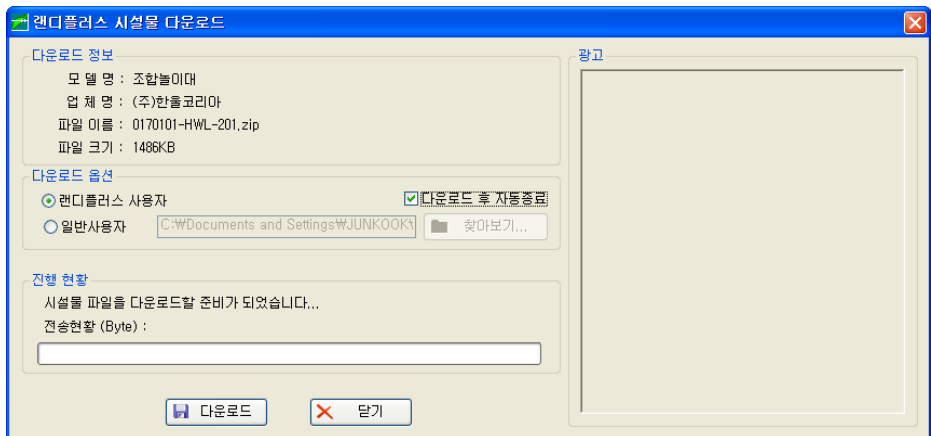 랜디플러스 시설물 다운로드
다운로드 정보
모 델 명 : 조합놀이대
업 체 명 : (주)한울코리아
파일 이름 : 0170101-HWL-201.zip
파일 크기 : 1486KB
다운로드 옵션
랜디플러스 사용자 다운로드 후 자동종료
일반사용자 C:₩Documents and Settings₩JUNKOOK₩ 찾아보기...
진행 현황
시설물 파일을 다운로드할 준비가 되었습니다...
전송현황 (Byte) :
다운로드 닫기
광고